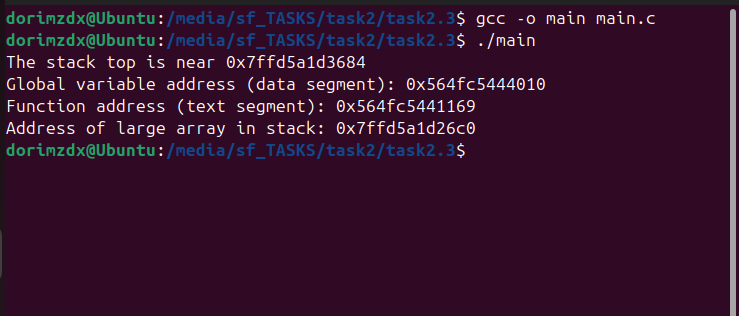 dorimzdx@Ubuntu:/media/sf_TASKS/task2/task2.3$ gcc -o main main.c
dorimzdx@Ubuntu:/media/sf_TASKS/task2/task2.3$ ./main
The stack top is near 0x7ffd5a1d3684
Global variable address (data segment): 0x564fc5444010
Function address (text segment): 0x564fc5441169
Address of large array in stack: 0x7ffd5a1d26c0
dorimzdx@Ubuntu:/media/sf_TASKS/task2/task2.3$